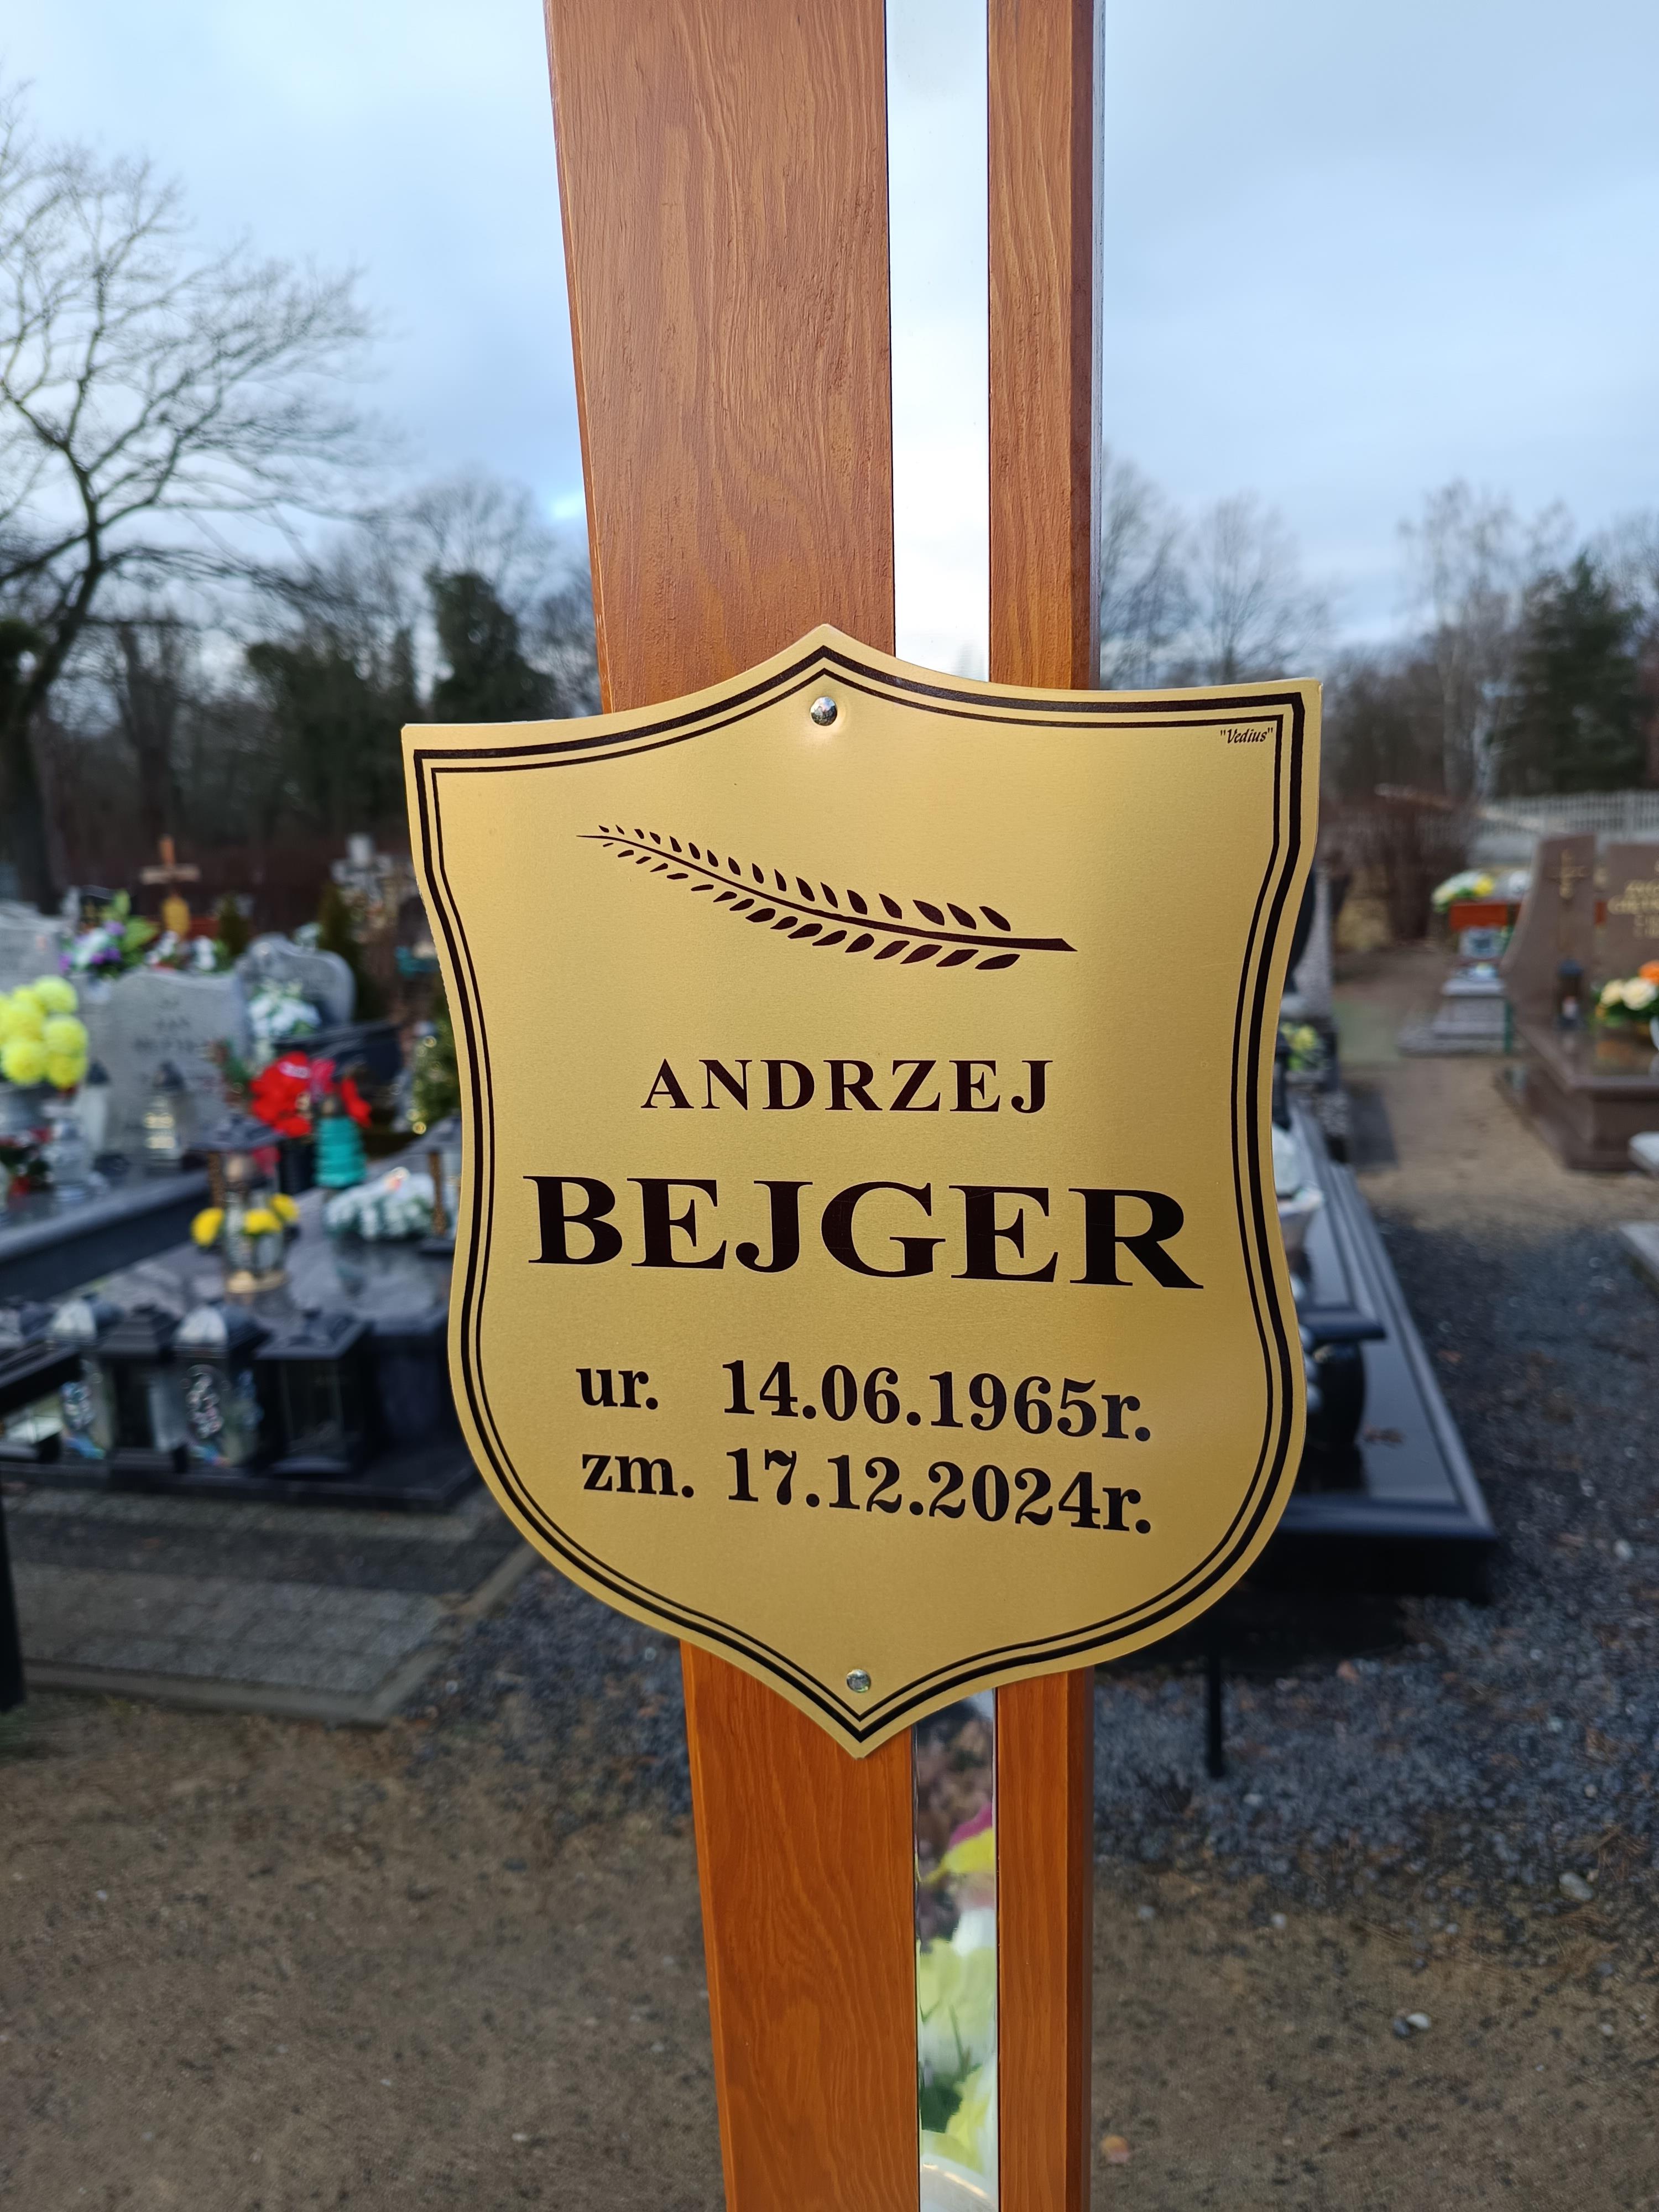 "Vedius"
ANDRZEJ
BEJGER
ur. 14.06.1965r.
zm. 17.12.2024r.